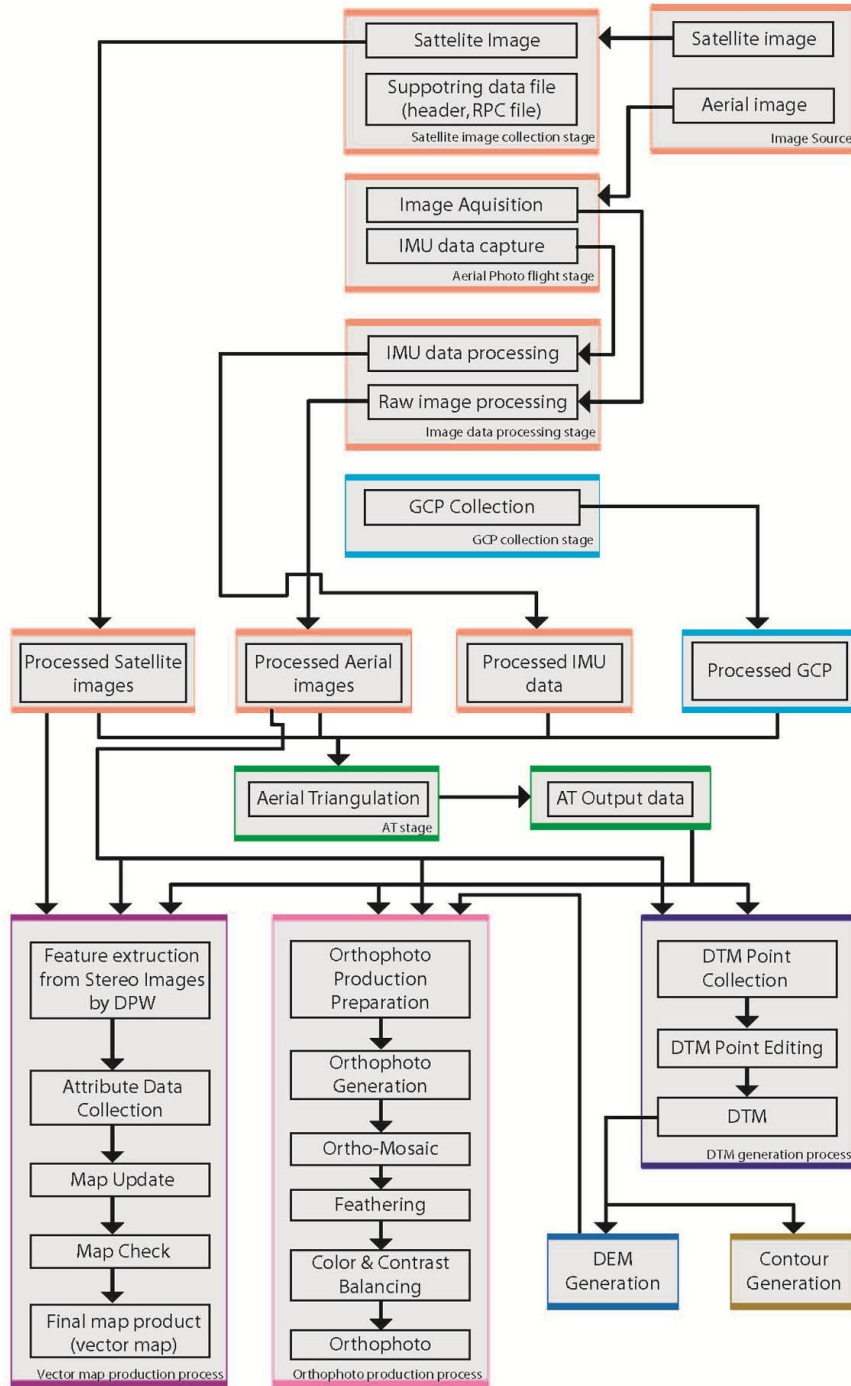 Sattelite Image
Satellite image
Suppotring data file
(header, RPC file)
Satellite image collection stage
Aerial image
Image Source
Image Aquisition
IMU data capture
Aerial Photo flight stage
IMU data processing
Raw image processing
Image data processing stage
GCP Collection
GCP collection stage
Processed Satellite
images
Processed Aerial
images
Processed IMU
data
Processed GCP
Aerial Triangulation
AT stage
AT Output data
Feature extruction
from Stereo Images
by DPW
Attribute Data
Collection
Map Update
Map Check
Final map product
(vector map)
Vector map production process
Orthophoto
Production
Preparation
Orthophoto
Generation
Ortho-Mosaic
Feathering
Color & Contrast
Balancing
Orthophoto
Orthophoto production process
DTM Point
Collection
DTM Point Editing
DTM
DTM generation process
DEM
Generation
Contour
Generation